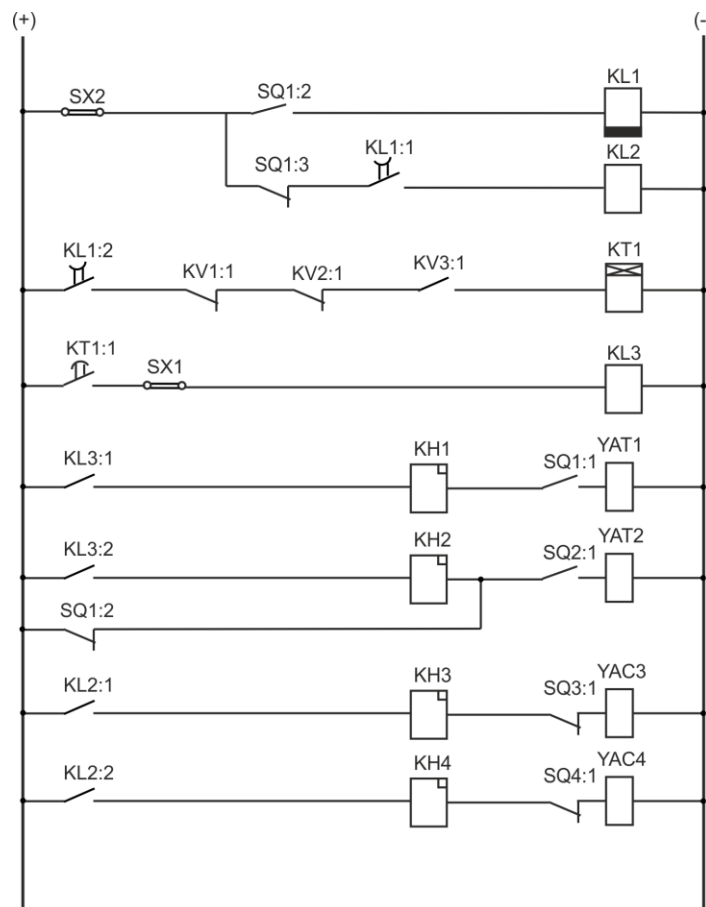 (+) (-
SX2 SQ1:2 KL1
SQ1:3 KL1:1 KL2
KL1:2 KV1:1 KV2:1 KV3:1 KT1
KT1:1 SX1 KL3
KL3:1 KH1 SQ1:1 YAT1
KL3:2 KH2 SQ2:1 YAT2
SQ1:2
KL2:1 KH3 SQ3:1 YAC3
KL2:2 KH4 SQ4:1 YAC4